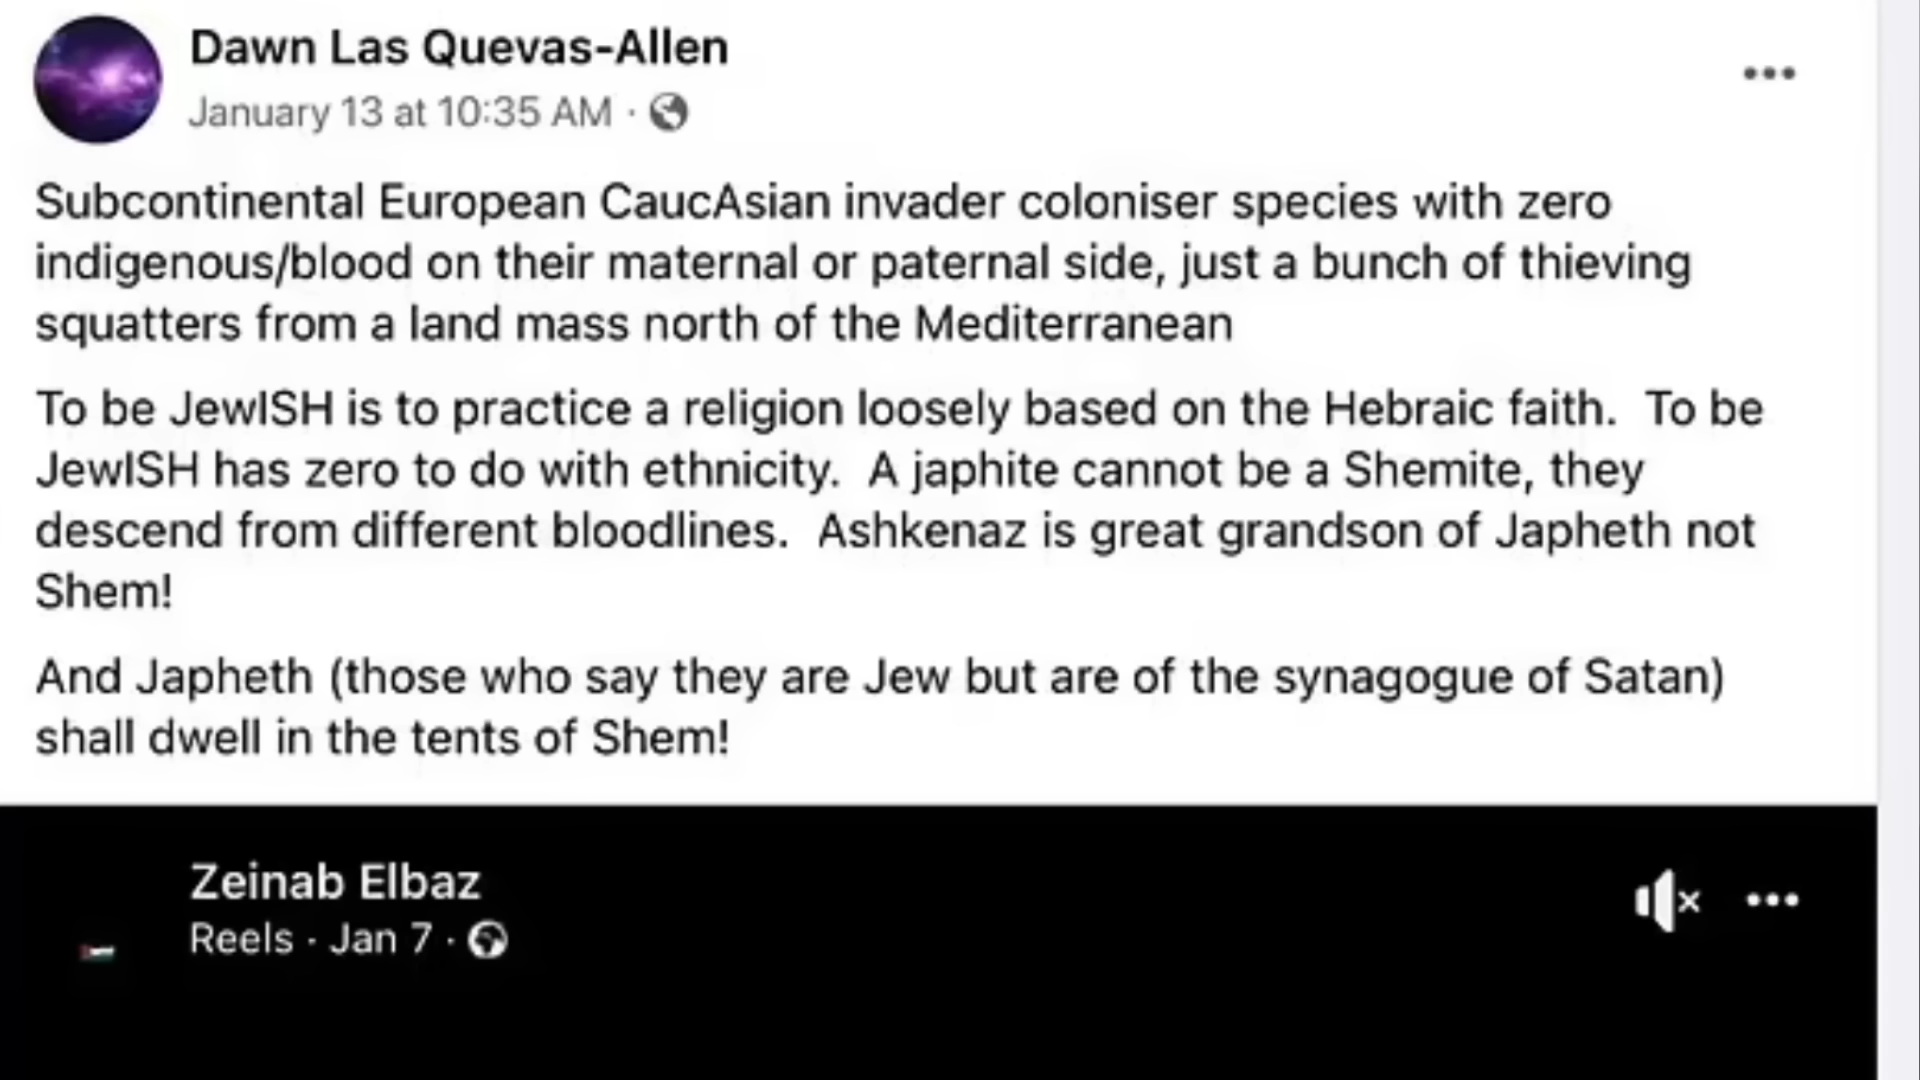 Dawn Las Quevas-Allen
January 13 at 10:35 AM ·
Subcontinental European CaucAsian invader coloniser species with zero
indigenous/blood on their maternal or paternal side, just a bunch of thieving
squatters from a land mass north of the Mediterranean
To be JewISH is to practice a religion loosely based on the Hebraic faith.  To be
JewISH has zero to do with ethnicity.  A japhite cannot be a Shemite, they
descend from different bloodlines.  Ashkenaz is great grandson of Japheth not
Shem!
And Japheth (those who say they are Jew but are of the synagogue of Satan)
shall dwell in the tents of Shem!
Zeinab Elbaz
Reels · Jan 7 ·